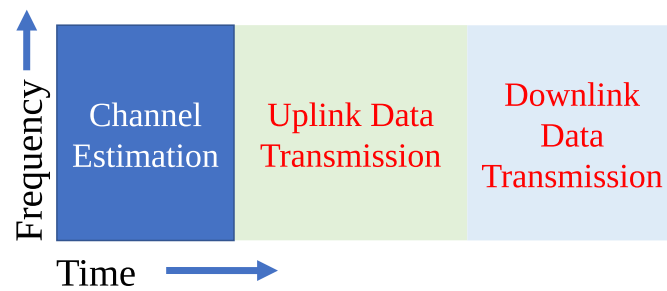 Frequency
Channel
Estimation
Uplink Data
Transmission
Downlink
Data
Transmission
Time